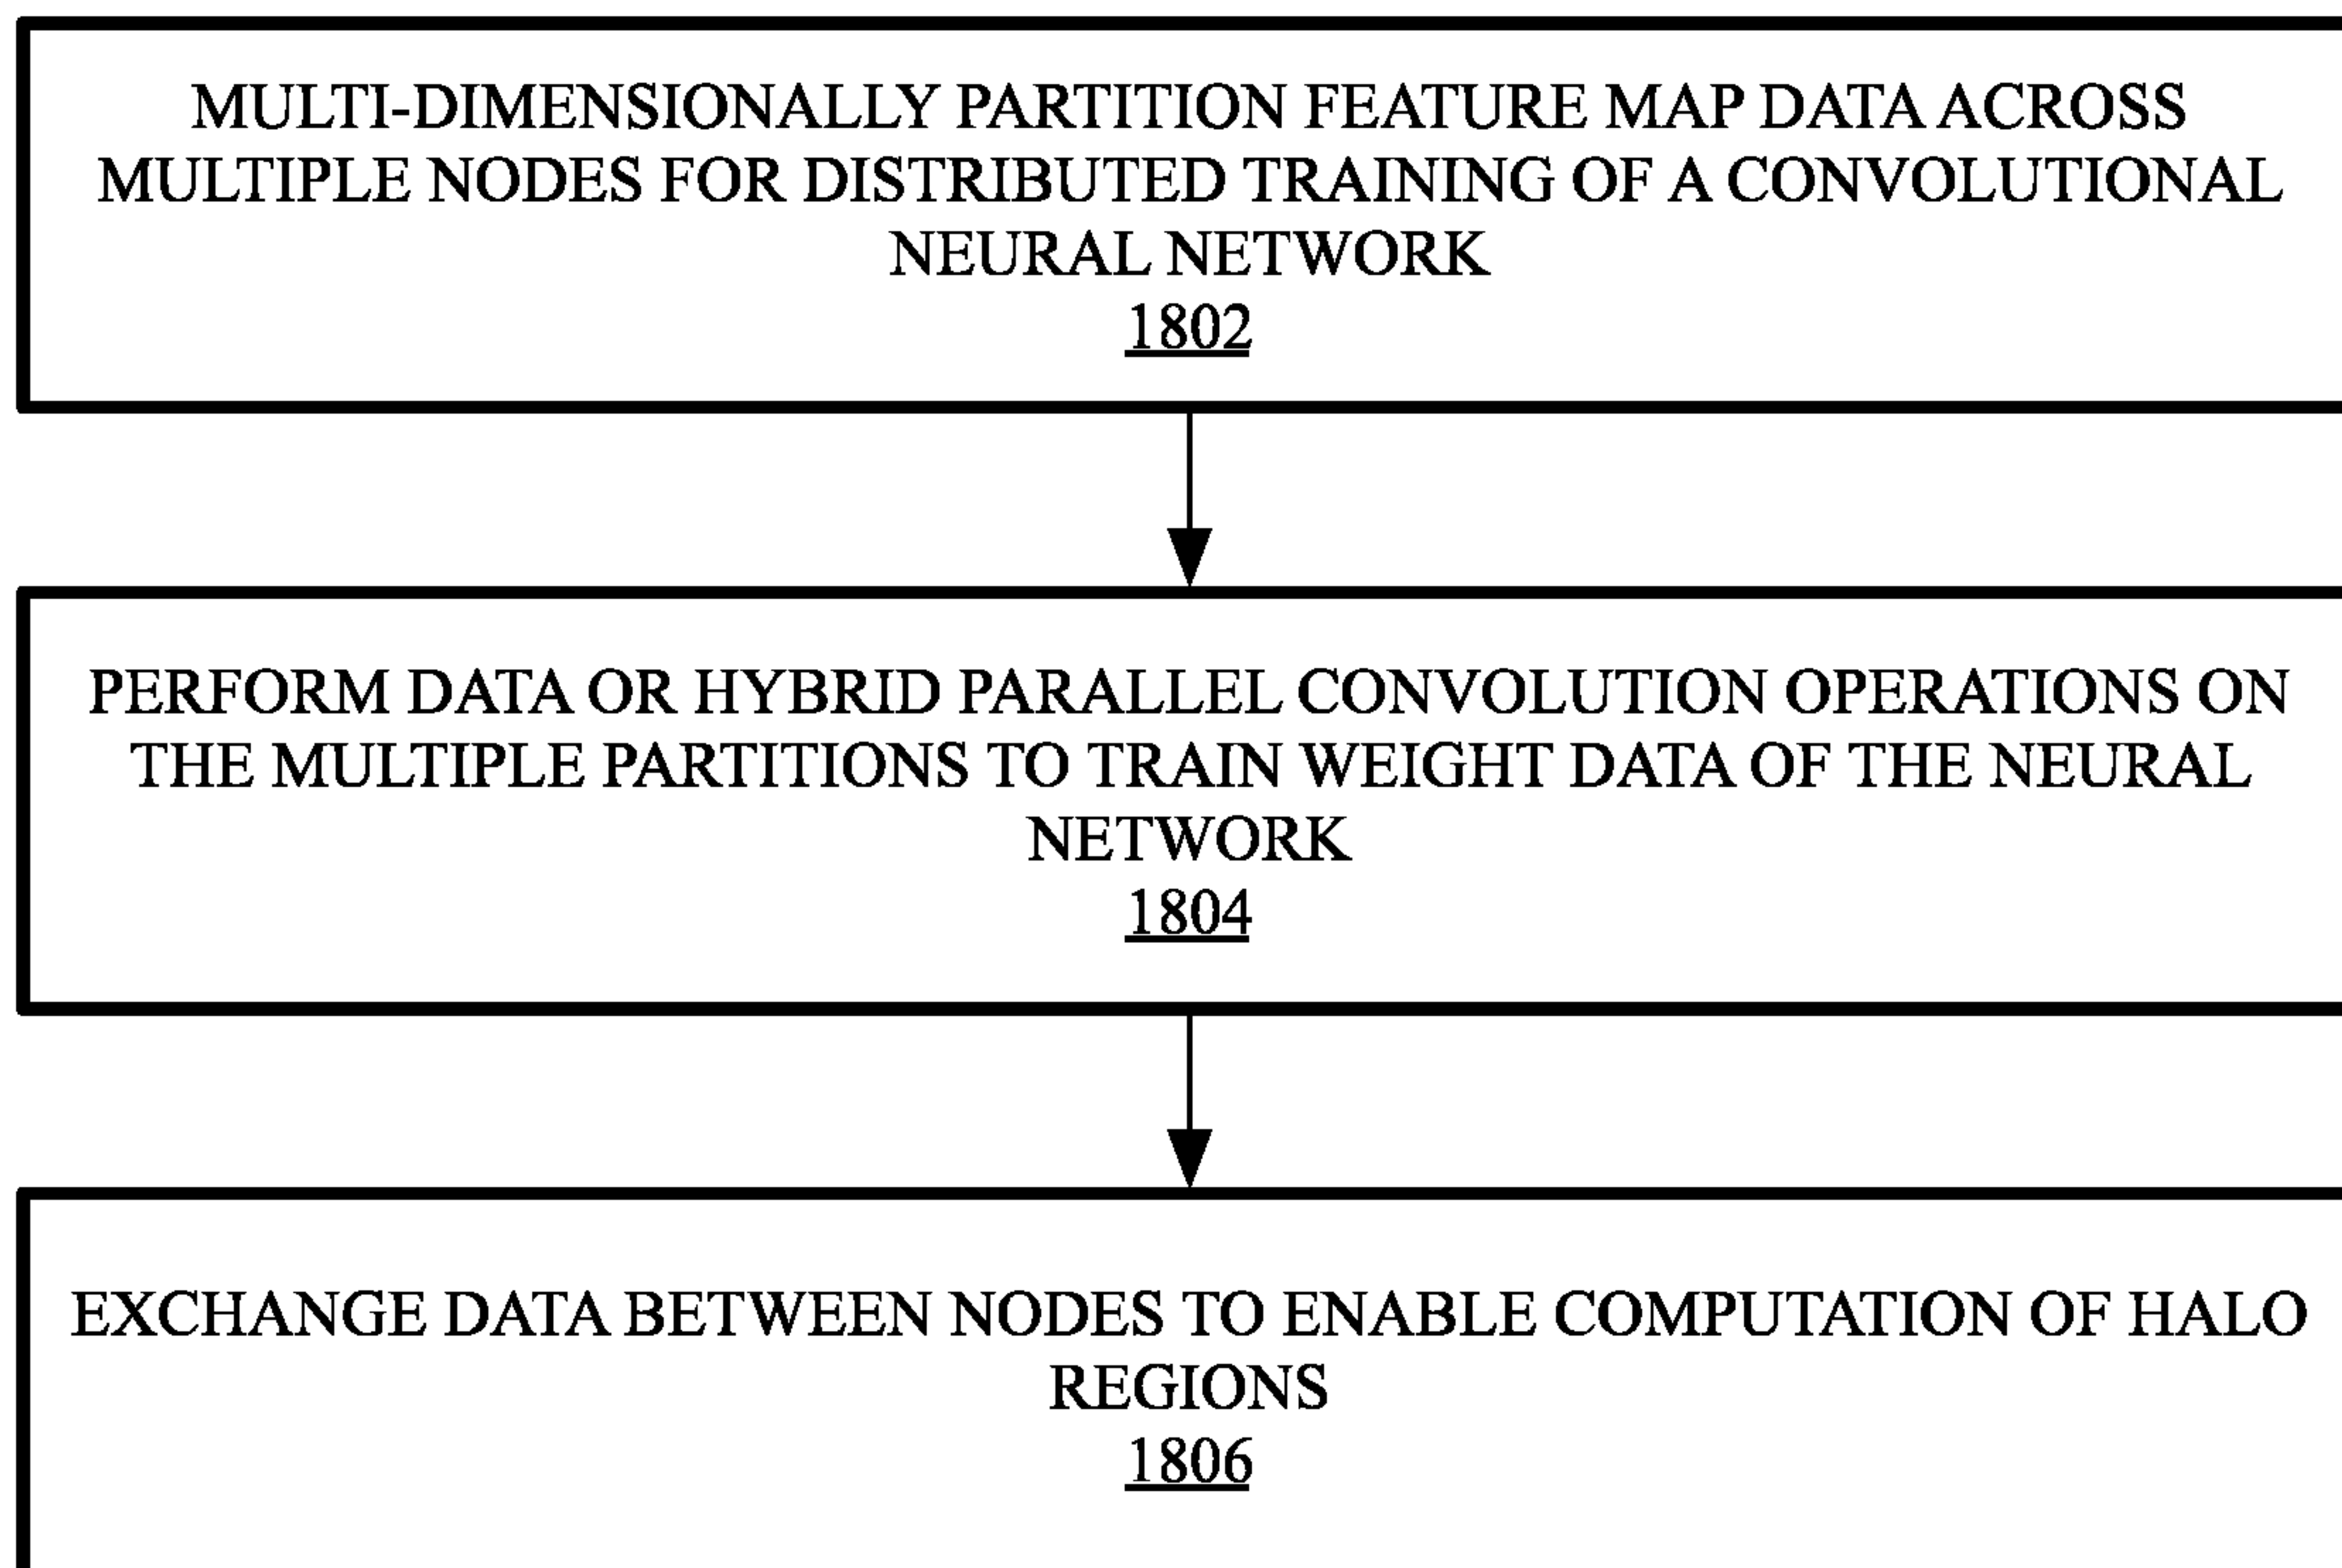 MULTI-DIMENSIONALLY PARTITION FEATURE MAP DATA ACROSS
MULTIPLE NODES FOR DISTRIBUTED TRAINING OF A CONVOLUTIONAL
NEURAL NETWORK
1802
PERFORM DATA OR HYBRID PARALLEL CONVOLUTION OPERATIONS ON
THE MULTIPLE PARTITIONS TO TRAIN WEIGHT DATA OF THE NEURAL
NETWORK
1804
EXCHANGE DATA BETWEEN NODES TO ENABLE COMPUTATION OF HALO
REGIONS
1806